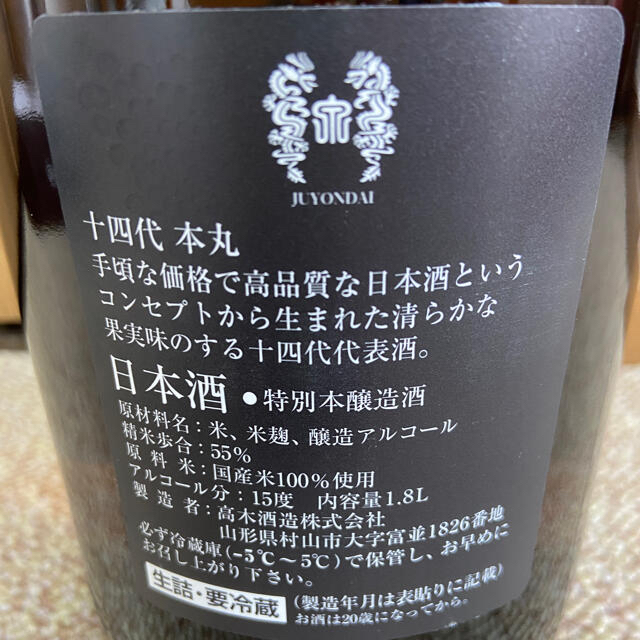 JUYONDAI
十四代 本丸
手頃な価格で高品質な日本酒という
コンセプトから生まれた清らかな
果実味のする十四代代表酒。
日本酒 ● 特別本醸造酒
原材料名：米、米麹、醸造アルコール
精米歩合：55%
原料米：国産米100%使用
アルコール分：15度 内容量1.8L
製造者：高木酒造株式会社
山形県村山市大字富並1826番地
必ず冷蔵庫(−5℃〜5℃)で保管し、お早めに
お召し上がり下さい。
生詰・要冷蔵 (製造年月は表貼りに記載)
お酒は20歳になってから。